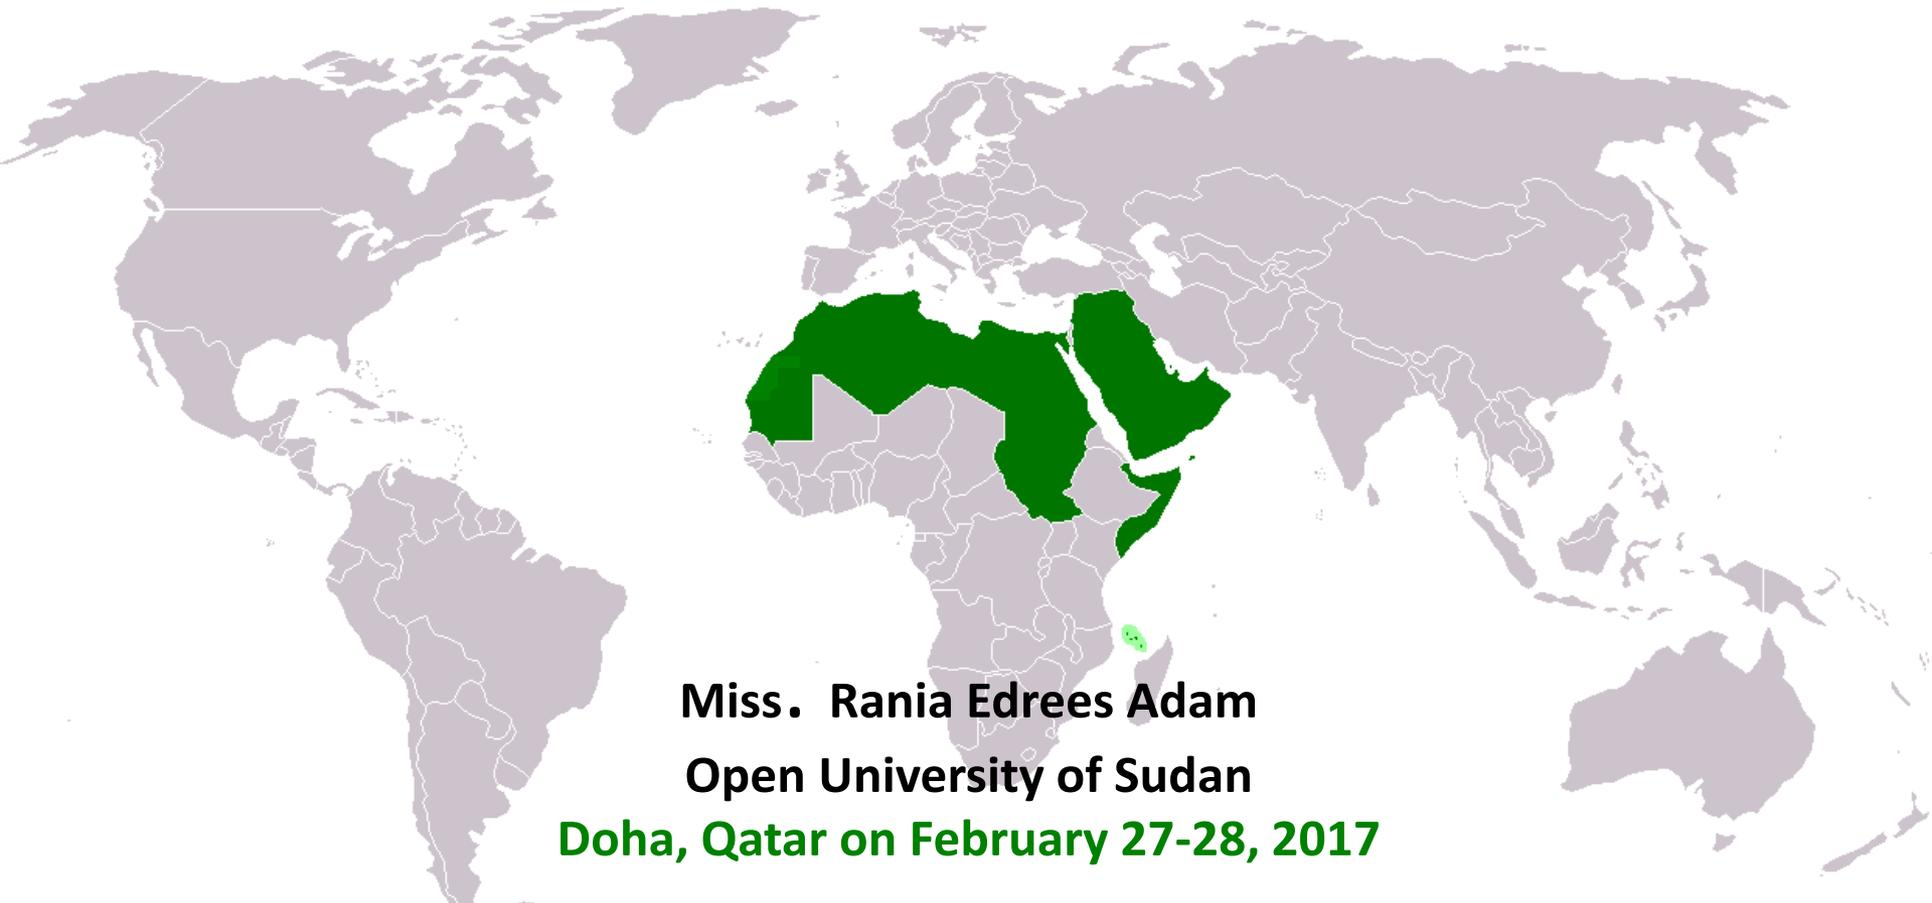 Miss. Rania Edrees Adam
Open University of Sudan
Doha, Qatar on February 27-28, 2017